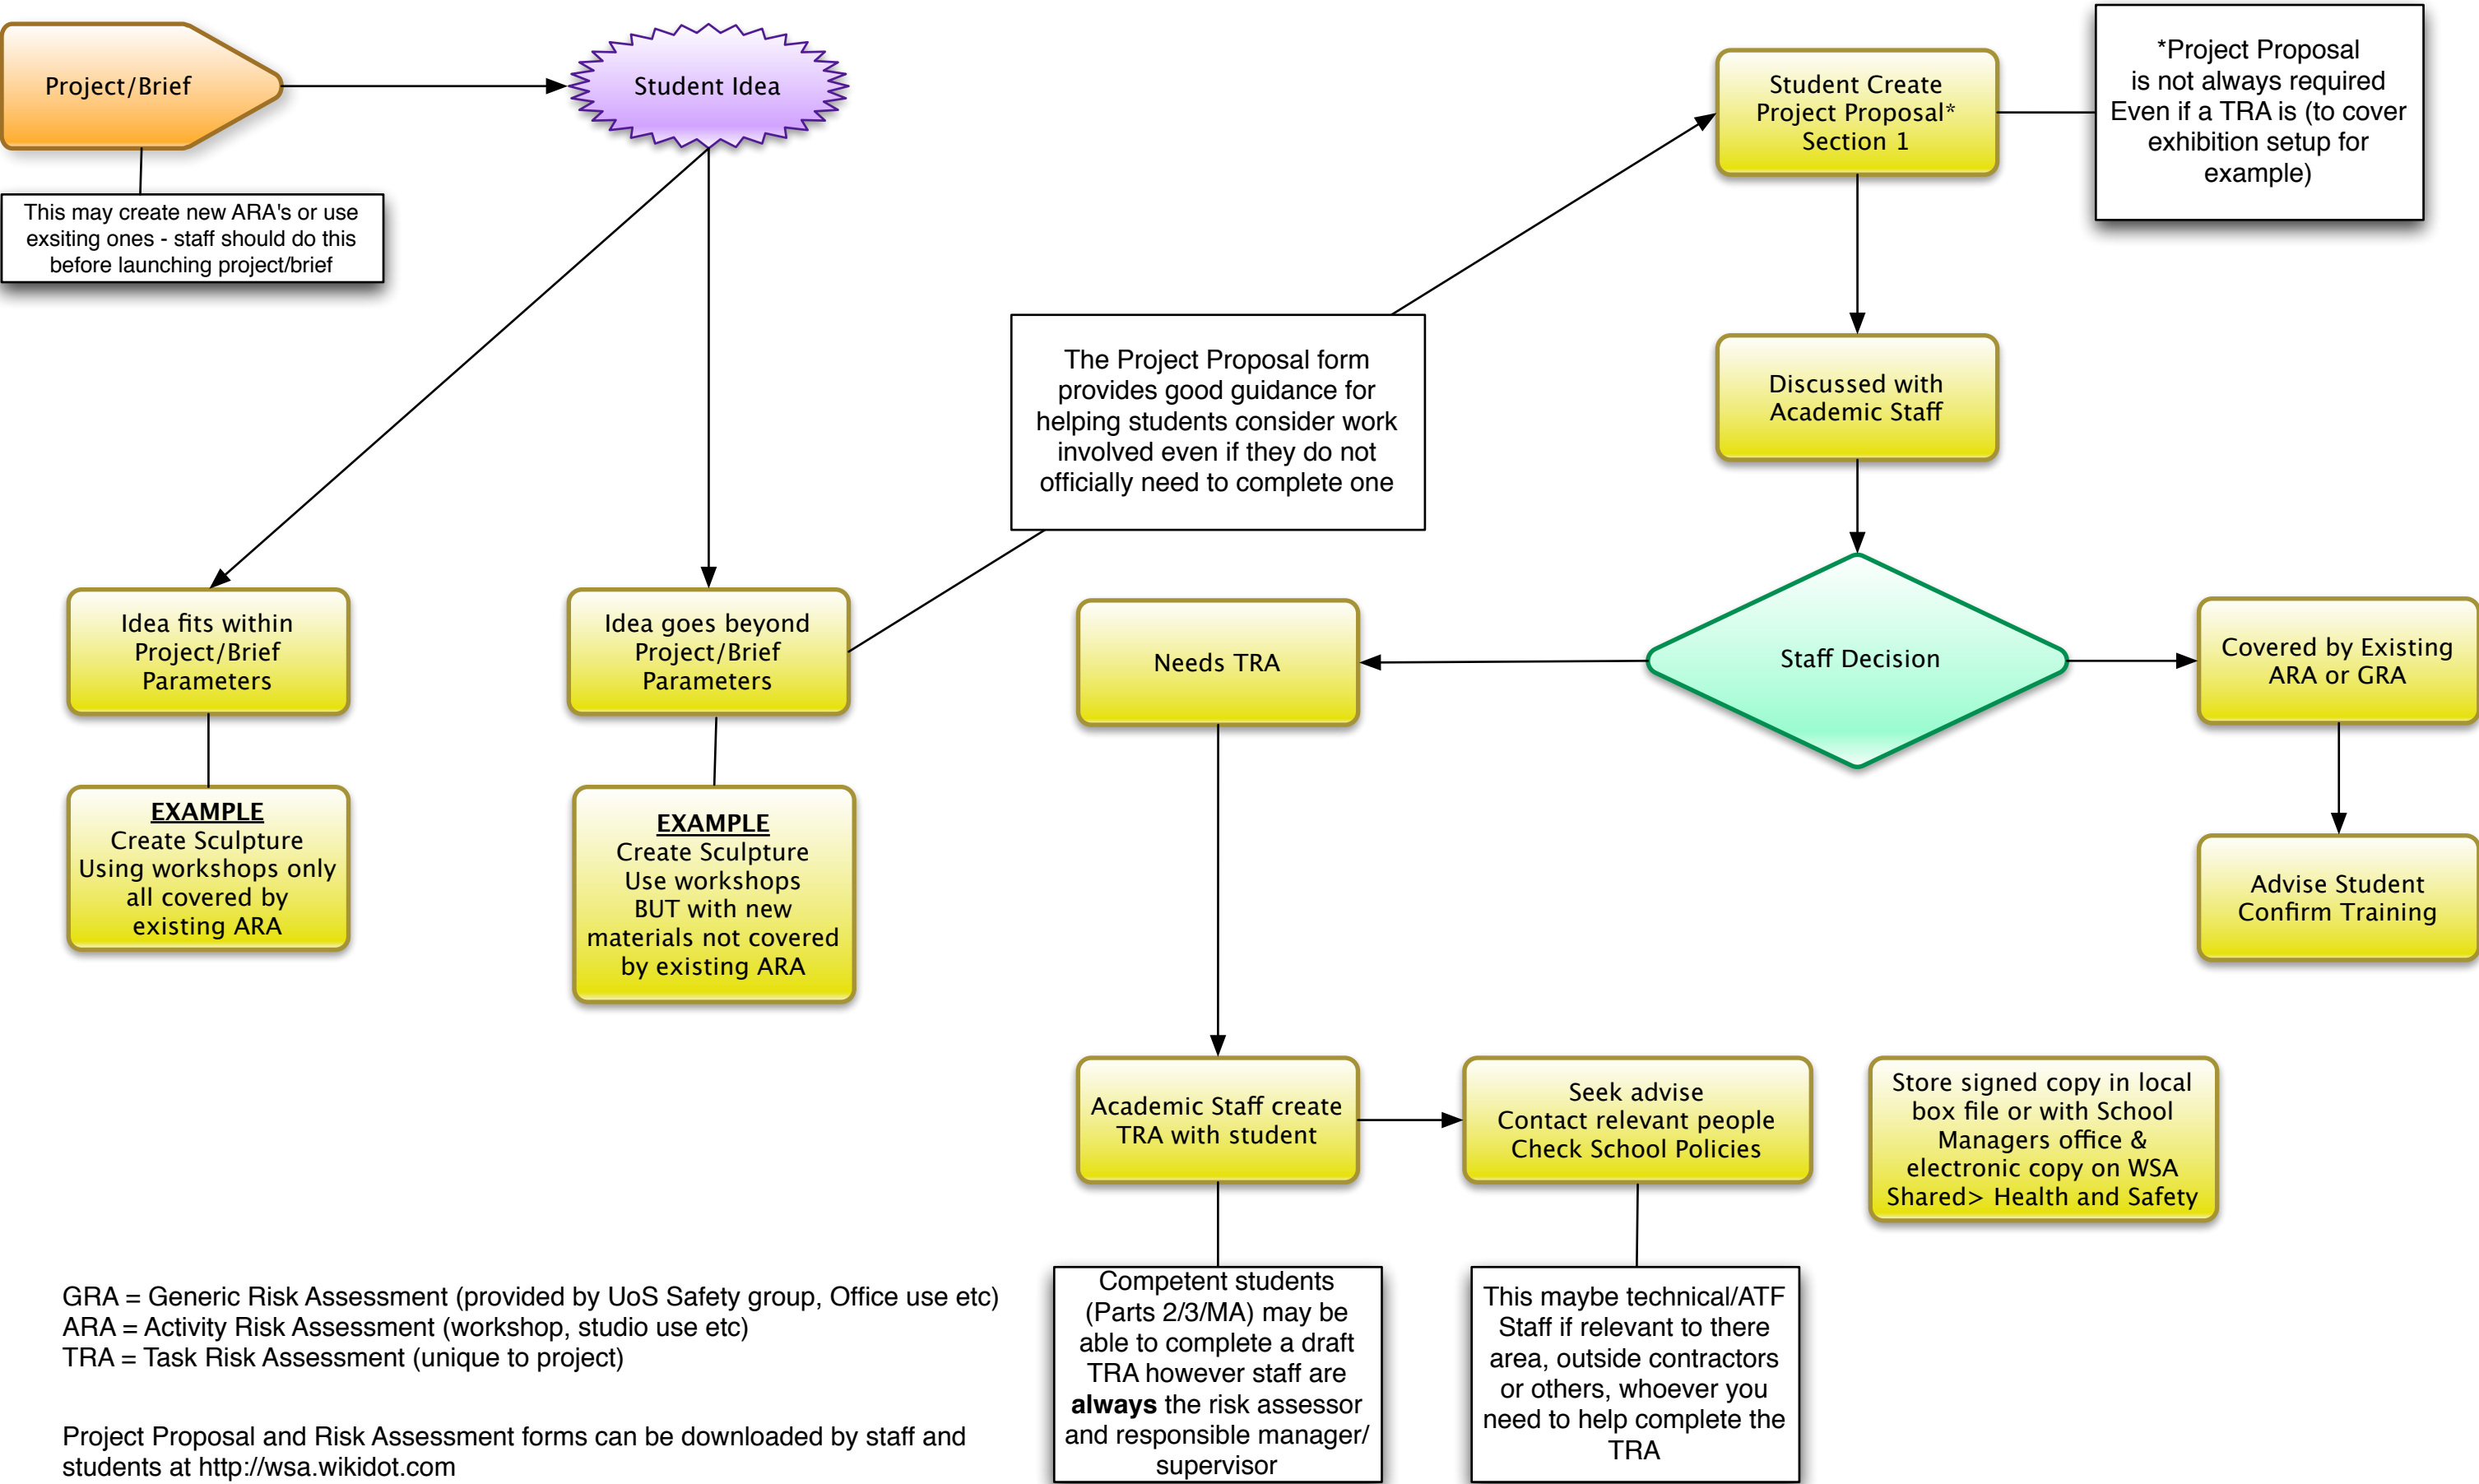 Project/Brief
Student Idea
Student Create
Project Proposal*
Section 1
*Project Proposal
is not always required
Even if a TRA is (to cover
exhibition setup for
example)
This may create new ARA's or use
exsiting ones - staff should do this
before launching project/brief
The Project Proposal form
provides good guidance for
helping students consider work
involved even if they do not
officially need to complete one
Discussed with
Academic Staff
Idea fits within
Project/Brief
Parameters
Idea goes beyond
Project/Brief
Parameters
Needs TRA
Staff Decision
Covered by Existing
ARA or GRA
EXAMPLE
Create Sculpture
Using workshops only
all covered by
existing ARA
EXAMPLE
Create Sculpture
Use workshops
BUT with new
materials not covered
by existing ARA
Advise Student
Confirm Training
Academic Staff create
TRA with student
Seek advise
Contact relevant people
Check School Policies
Store signed copy in local
box file or with School
Managers office &
electronic copy on WSA
Shared> Health and Safety
Competent students
(Parts 2/3/MA) may be
able to complete a draft
TRA however staff are
always the risk assessor
and responsible manager/
supervisor
This maybe technical/ATF
Staff if relevant to there
area, outside contractors
or others, whoever you
need to help complete the
TRA
GRA = Generic Risk Assessment (provided by UoS Safety group, Office use etc)
ARA = Activity Risk Assessment (workshop, studio use etc)
TRA = Task Risk Assessment (unique to project)
Project Proposal and Risk Assessment forms can be downloaded by staff and
students at http://wsa.wikidot.com